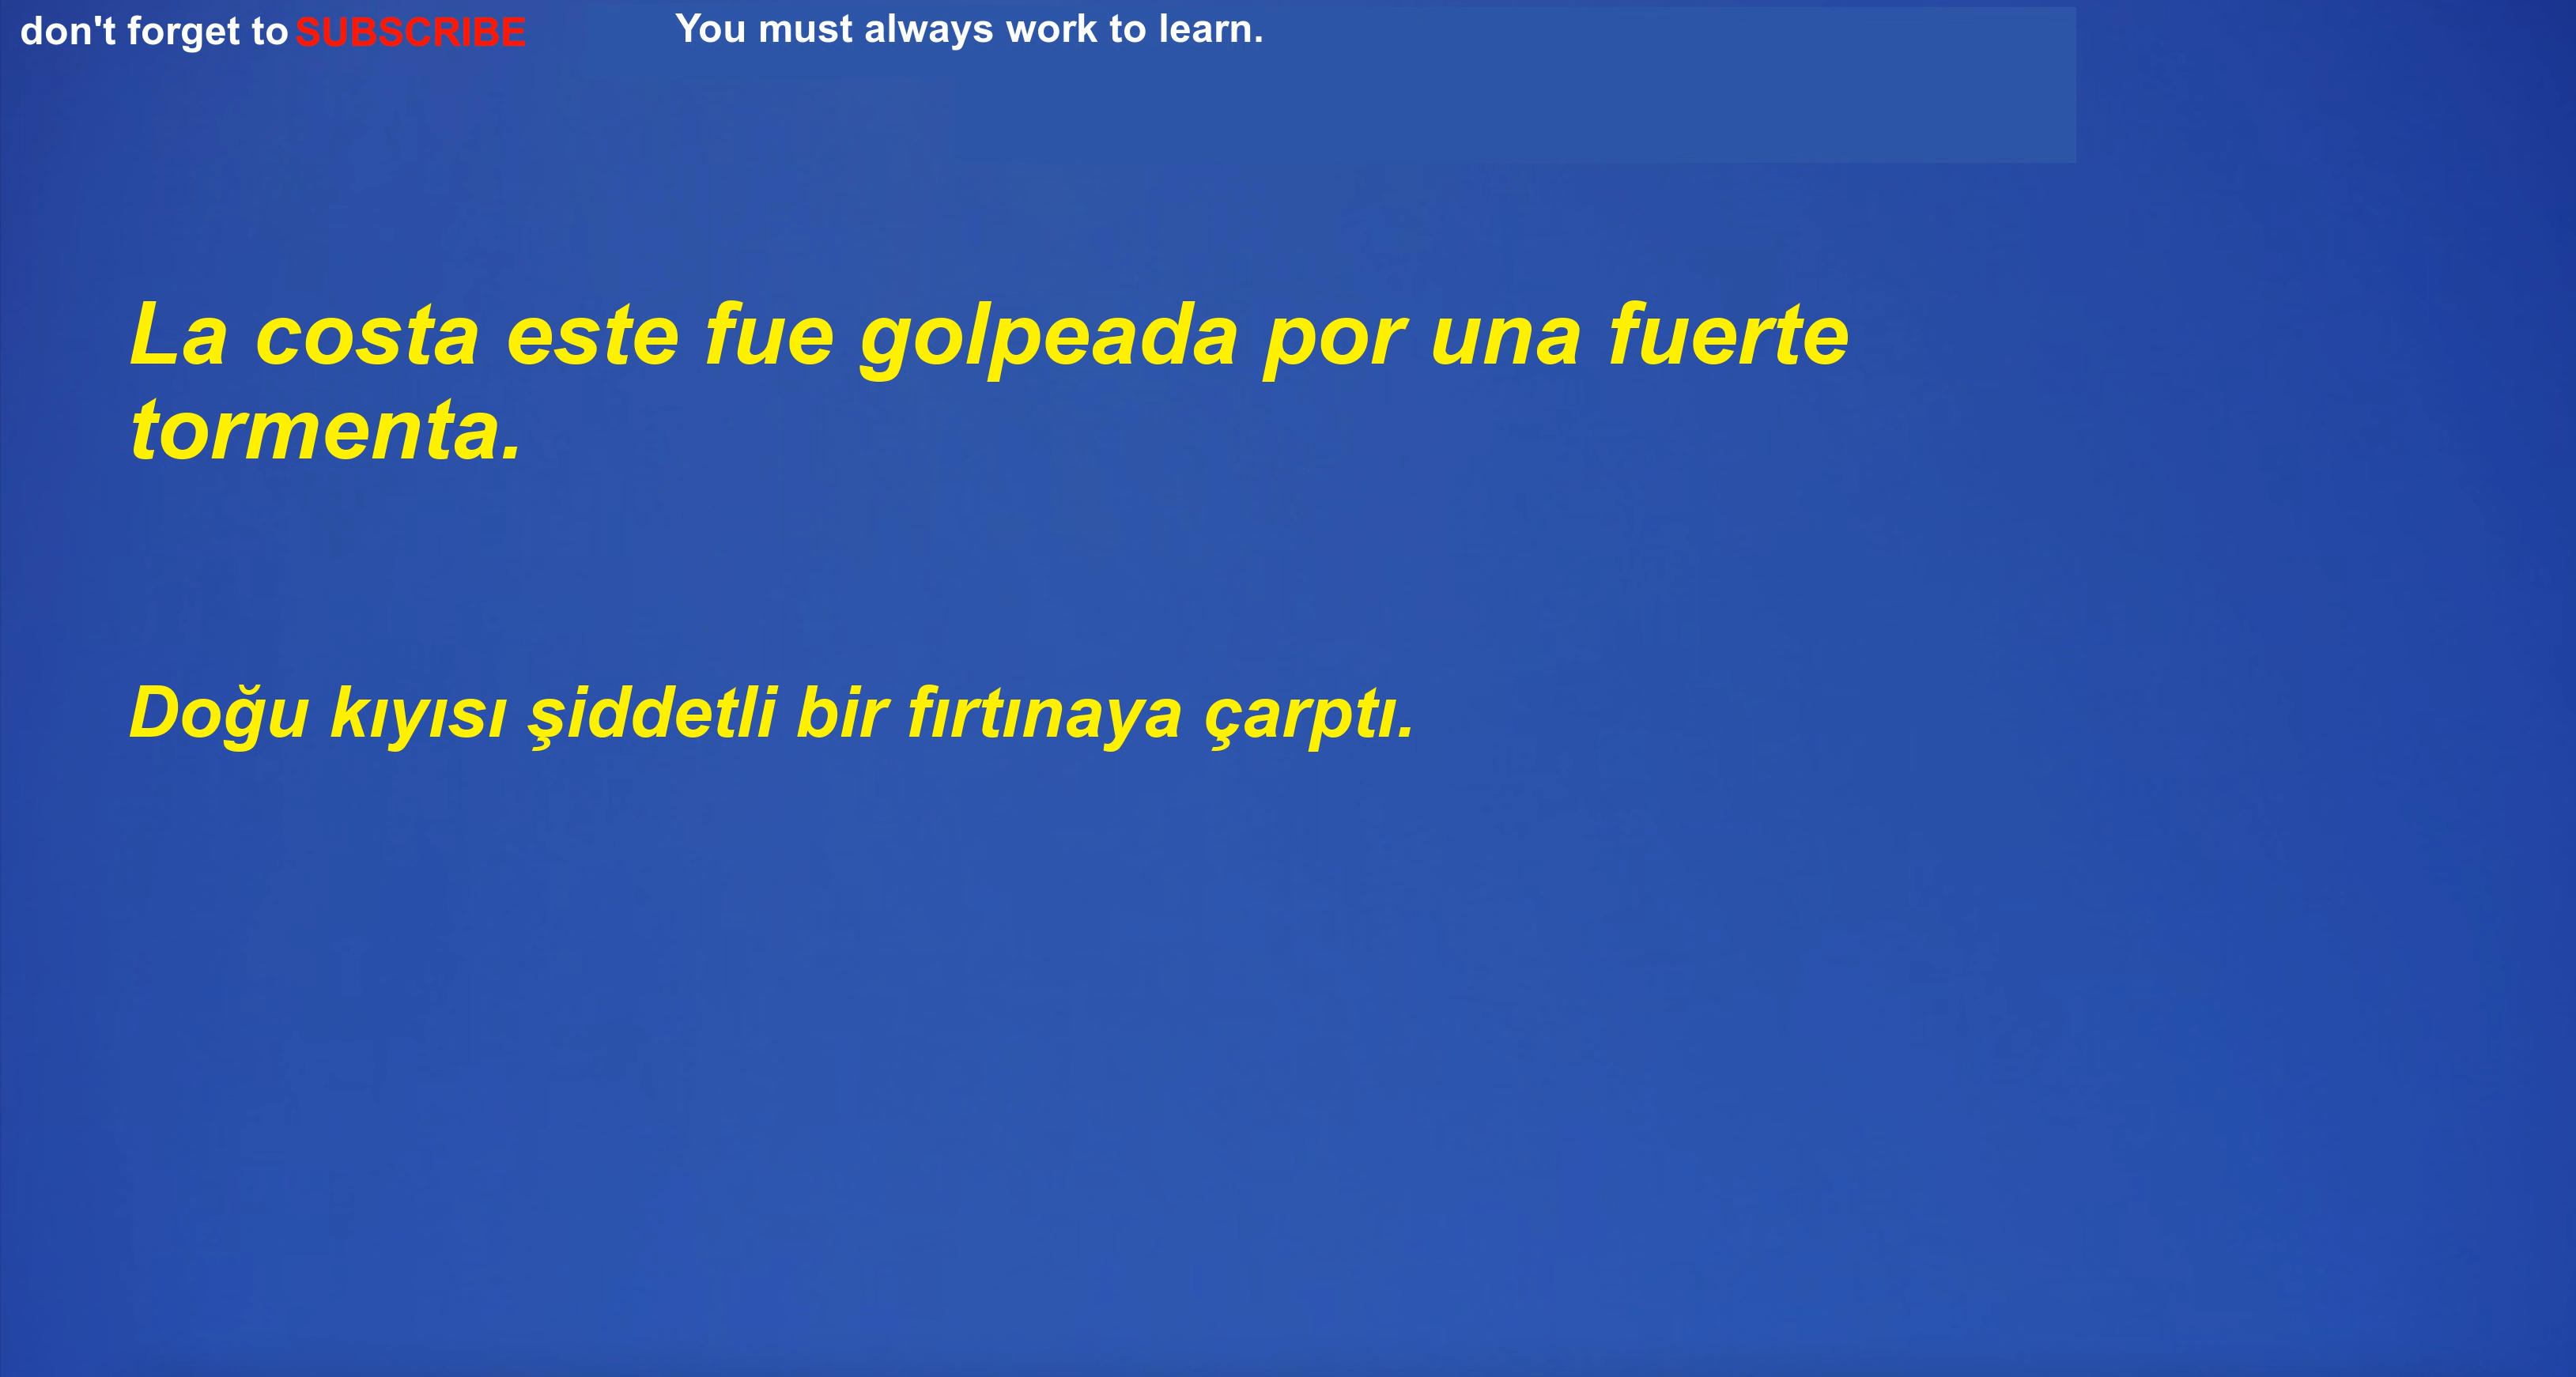 don't forget to SUBSCRIBE
You must always work to learn.
La costa este fue golpeada por una fuerte
tormenta.
Doğu kıyısı şiddetli bir fırtınaya çarptı.